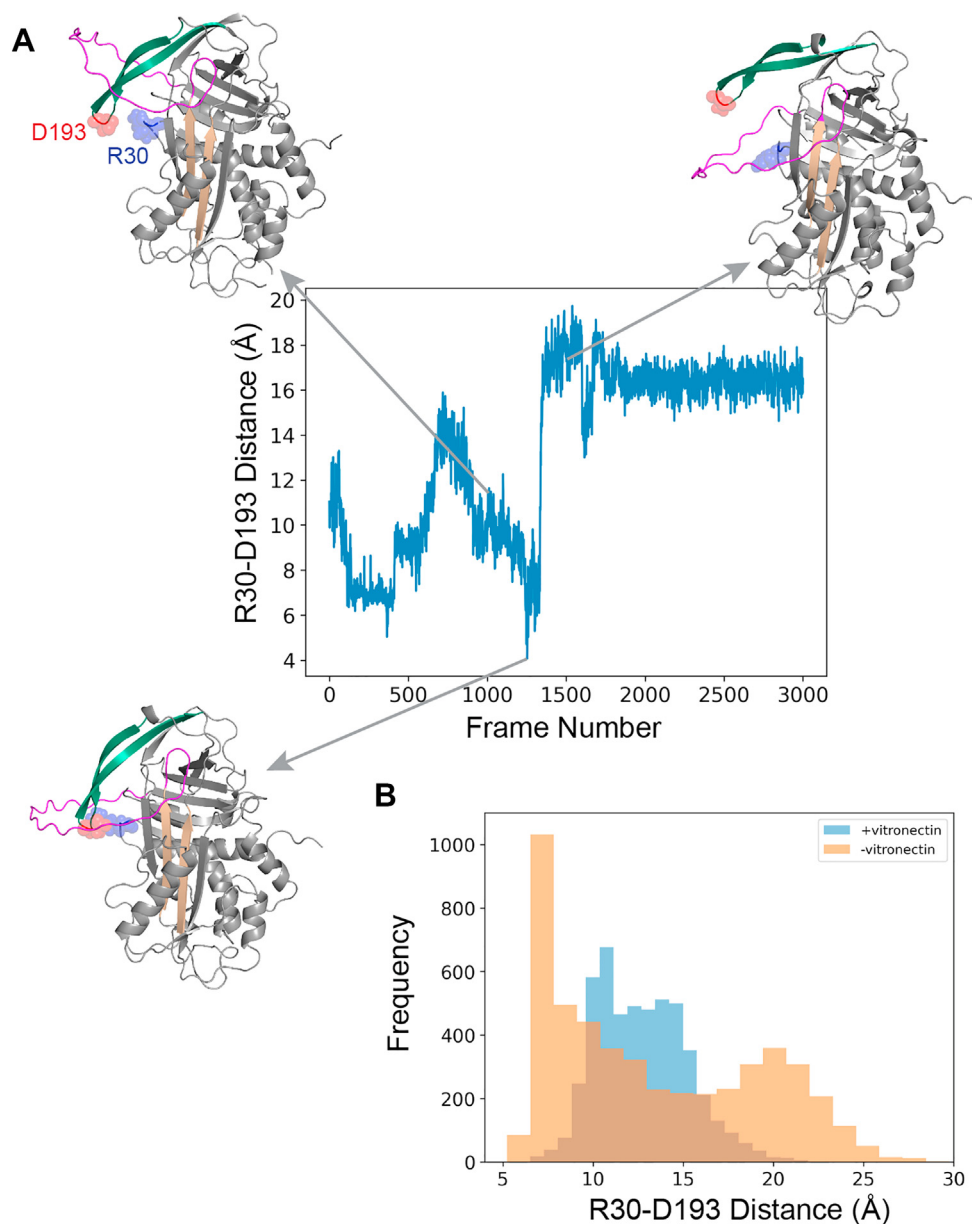 A
D193
R30
20
18
16
14
12
10
8
6
4
R30-D193 Distance (Å)
0 500 1000 1500 2000 2500 3000
Frame Number
B
+vitronectin
-vitronectin
1000
800
600
400
200
0
Frequency
5 10 15 20 25 30
R30-D193 Distance (Å)